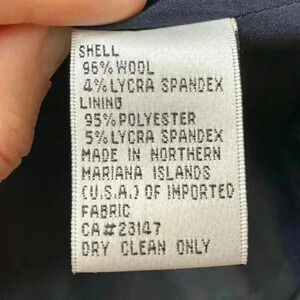 SHELL
96% WOOL
4% LYCRA SPANDEX
LINING
95% POLYESTER
5% LYCRA SPANDEX
MADE IN NORTHERN
MARIANA ISLANDS
(U.S.A.) OF IMPORTED
FABRIC
CA#23147
DRY CLEAN ONLY